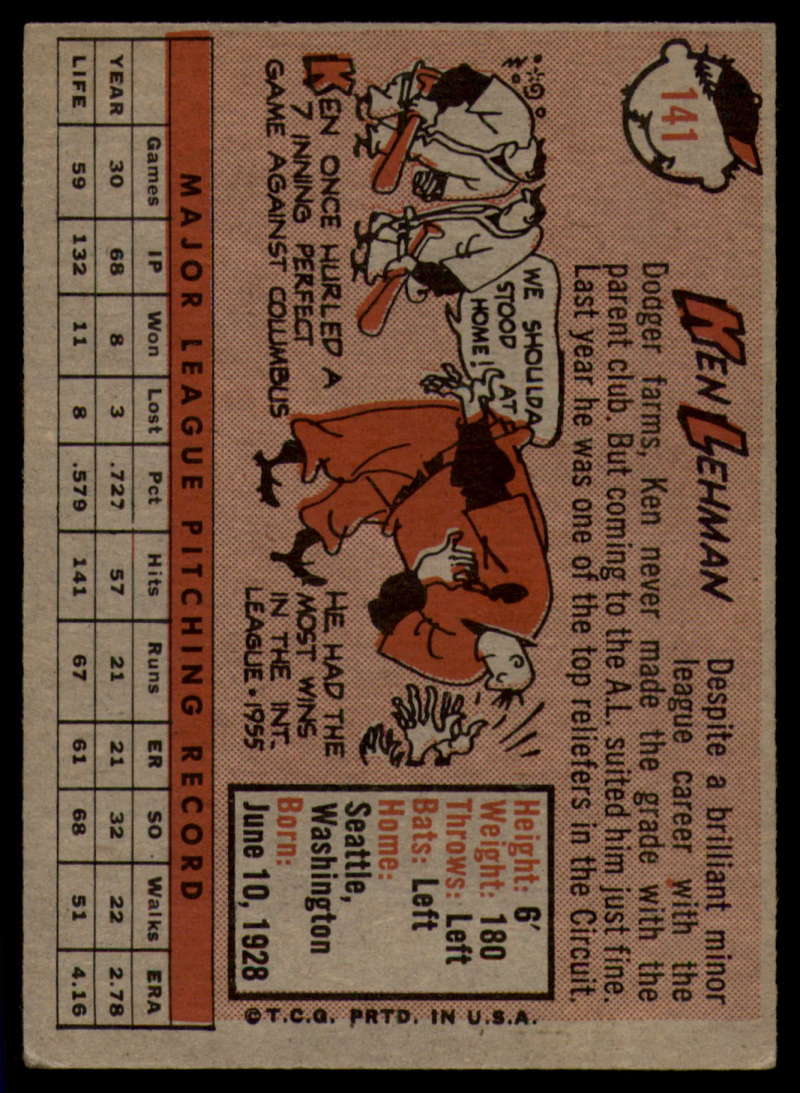 141
KEN LEHMAN
Despite a brilliant minor
league career with the
Dodger farms, Ken never made the grade with the
parent club. But coming to the A.L. suited him just fine.
Last year he was one of the top reliefers in the Circuit.
WE SHOULDA
STOOD AT
HOME!
KEN ONCE HURLED A
7 INNING PERFECT
GAME AGAINST COLUMBUS
HE HAD THE
MOST WINS
IN THE INT.
LEAGUE • 1955
Height: 6'
Weight: 180
Throws: Left
Bats: Left
Home:
Seattle,
Washington
Born:
June 10, 1928
©T.C.G. PRTD. IN U.S.A.
MAJOR LEAGUE PITCHING RECORD
Games IP Won Lost Pct Hits Runs ER SO Walks ERA
YEAR 30 68 8 3 .727 57 21 21 32 22 2.78
LIFE 59 132 11 8 .579 141 67 61 68 51 4.16